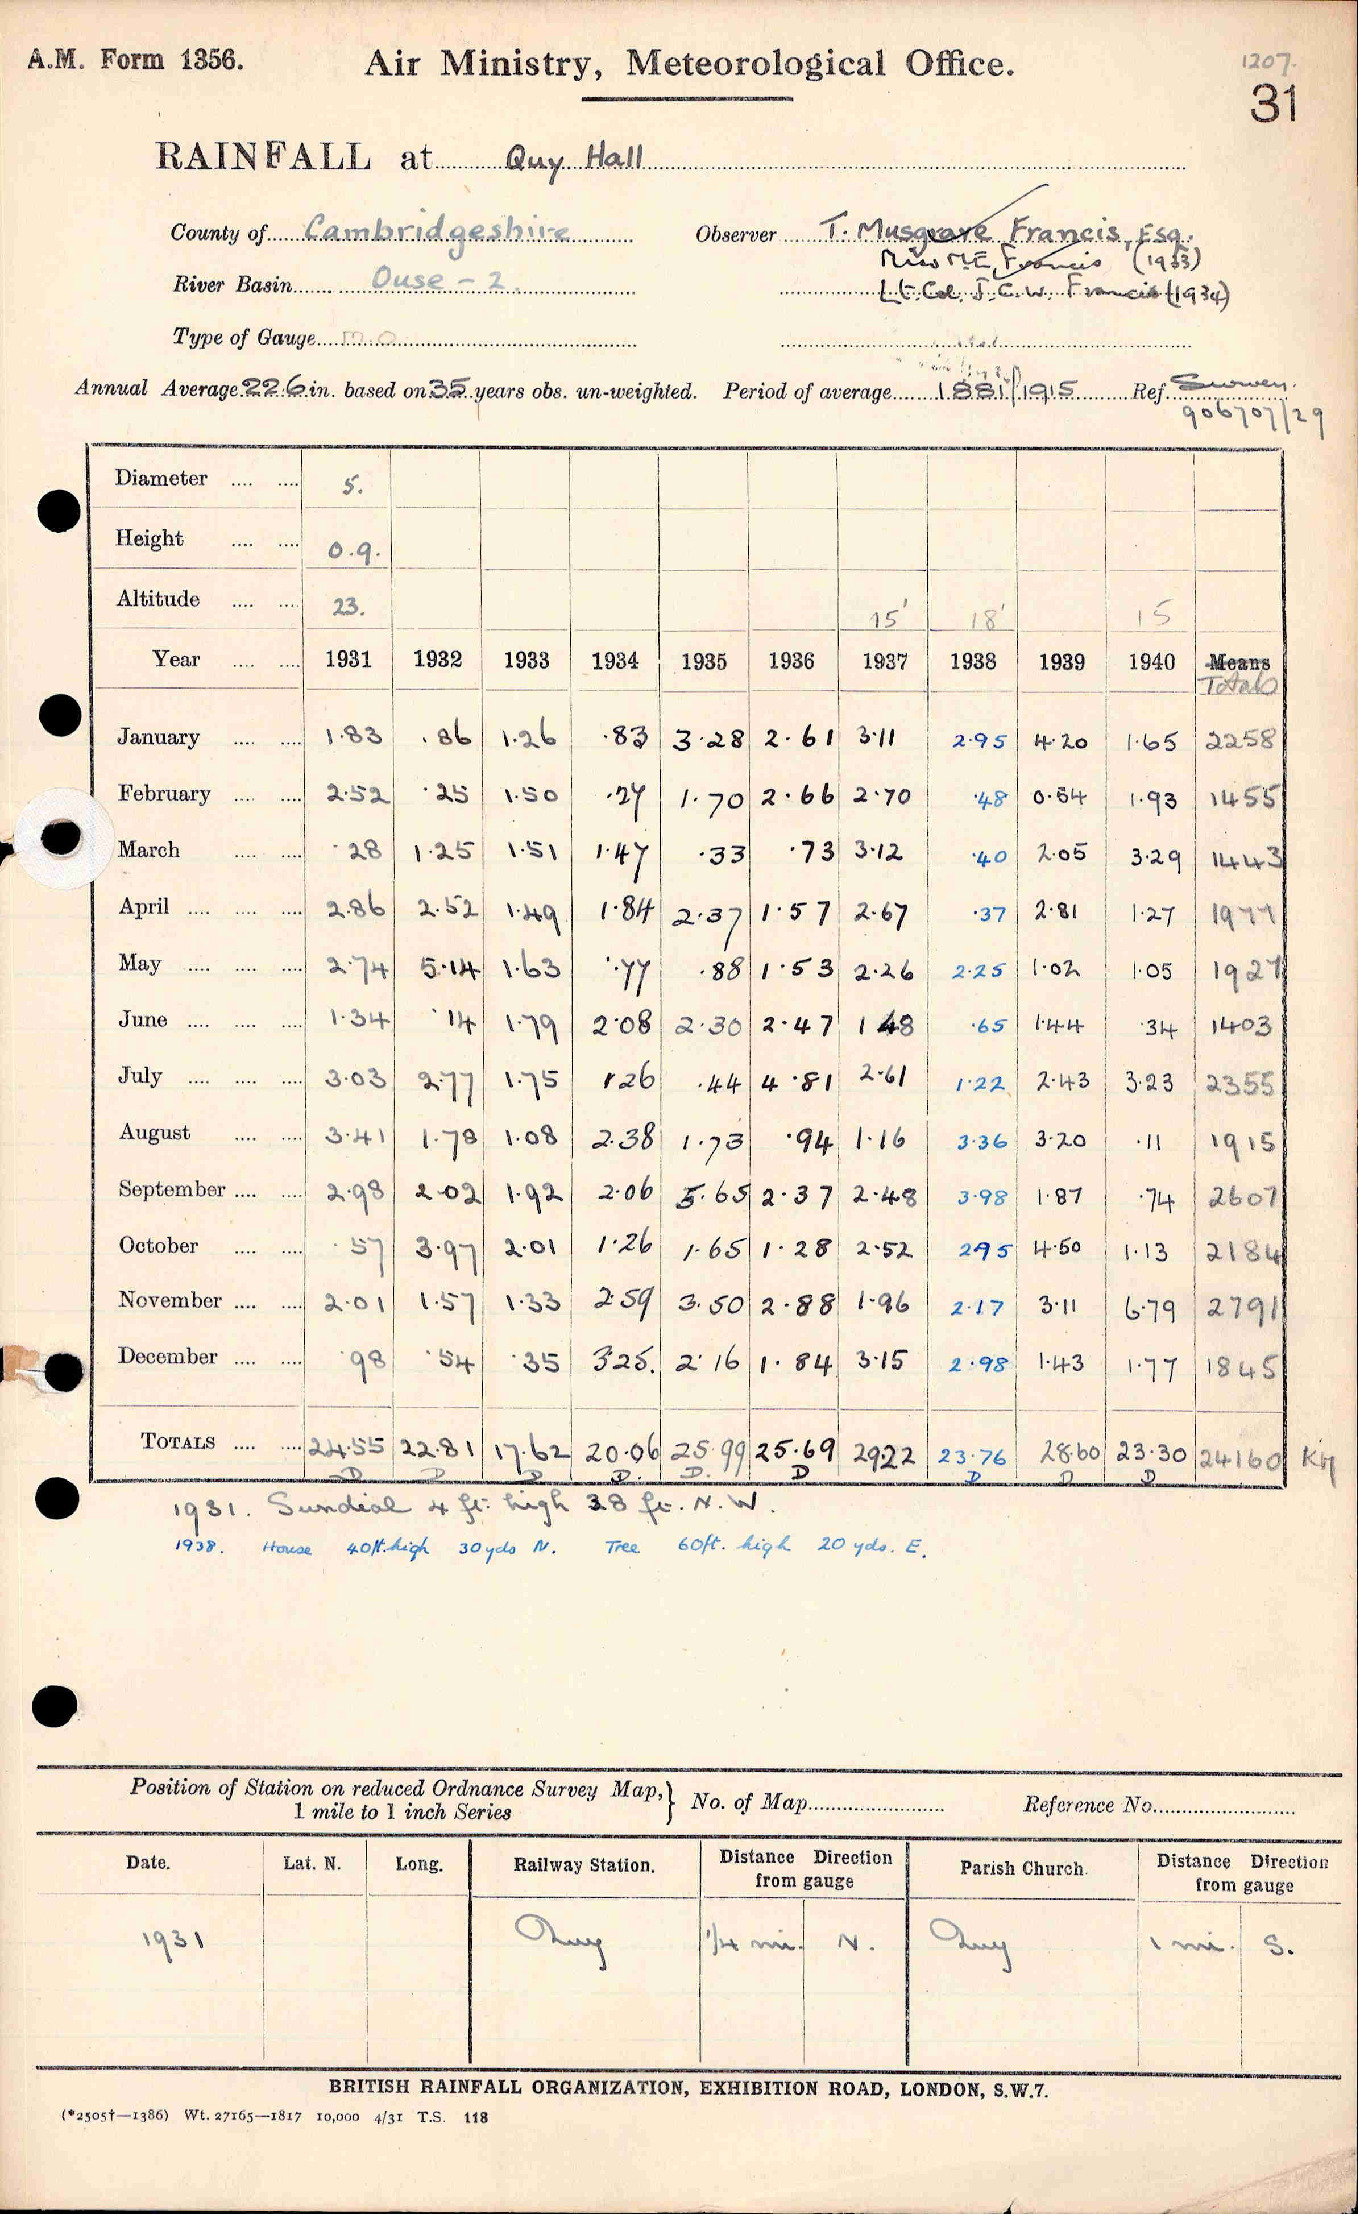 A.M. Form 1356.
Air Ministry, Meteorological Office.
1207.
31
RAINFALL at Quy Hall
County of Cambridgeshire Observer T. Musgrave Francis, Esq.
Miss M.E. Francis (1933)
River Basin Ouse - 2.
Lt. Col. J.C.W. Francis (1934)
Type of Gauge M.O
Annual Average 22.6 in. based on 35 years obs. un-weighted. Period of average 1881/1915 Ref. Survey.
906707/29
Diameter 5.
Height 0.9.
Altitude 23. 15' 18' 15
Year 1931 1932 1933 1934 1935 1936 1937 1938 1939 1940 Means
Totals
January 1.83 .86 1.26 .83 3.28 2.61 3.11 2.95 4.20 1.65 2258
February 2.52 .25 1.50 .27 1.70 2.66 2.70 .48 0.54 1.93 1455
March .28 1.25 1.51 1.47 .33 .73 3.12 .40 2.05 3.29 1443
April 2.86 2.52 1.49 1.84 2.37 1.57 2.67 .37 2.81 1.27 1977
May 2.74 5.14 1.63 .77 .88 1.53 2.26 2.25 1.02 1.05 1927
June 1.34 .14 1.79 2.08 2.30 2.47 1 48 .65 1.44 .34 1403
July 3.03 2.77 1.75 1.26 .44 4.81 2.61 1.22 2.43 3.23 2355
August 3.41 1.78 1.08 2.38 1.73 .94 1.16 3.36 3.20 .11 1915
September 2.98 2.02 1.92 2.06 5.65 2.37 2.48 3.98 1.87 .74 2607
October .57 3.97 2.01 1.26 1.65 1.28 2.52 2.95 4.50 1.13 2184
November 2.01 1.57 1.33 2.59 3.50 2.88 1.96 2.17 3.11 6.79 2791
December .98 .54 .35 3.25. 2.16 1.84 3.15 2.98 1.43 1.77 1845
TOTALS 24.55 22.81 17.62 20.06 25.99 25.69 29.22 23.76 28.60 23.30 24160 KH
D D D D. D. D D D D
1931. Sundial 4 ft. high 38 ft. N.W.
1938. House 40ft. high 30 yds N. Tree 60ft. high 20 yds. E.
Position of Station on reduced Ordnance Survey Map, 1 mile to 1 inch Series } No. of Map Reference No.
Date. Lat. N. Long. Railway Station. Distance Direction from gauge Parish Church. Distance Direction from gauge
1931 Quy 1/4 mi. N. Quy 1 mi. S.
BRITISH RAINFALL ORGANIZATION, EXHIBITION ROAD, LONDON, S.W.7.
(*2505†—1386) Wt. 27165—1817 10,000 4/31 T.S. 118